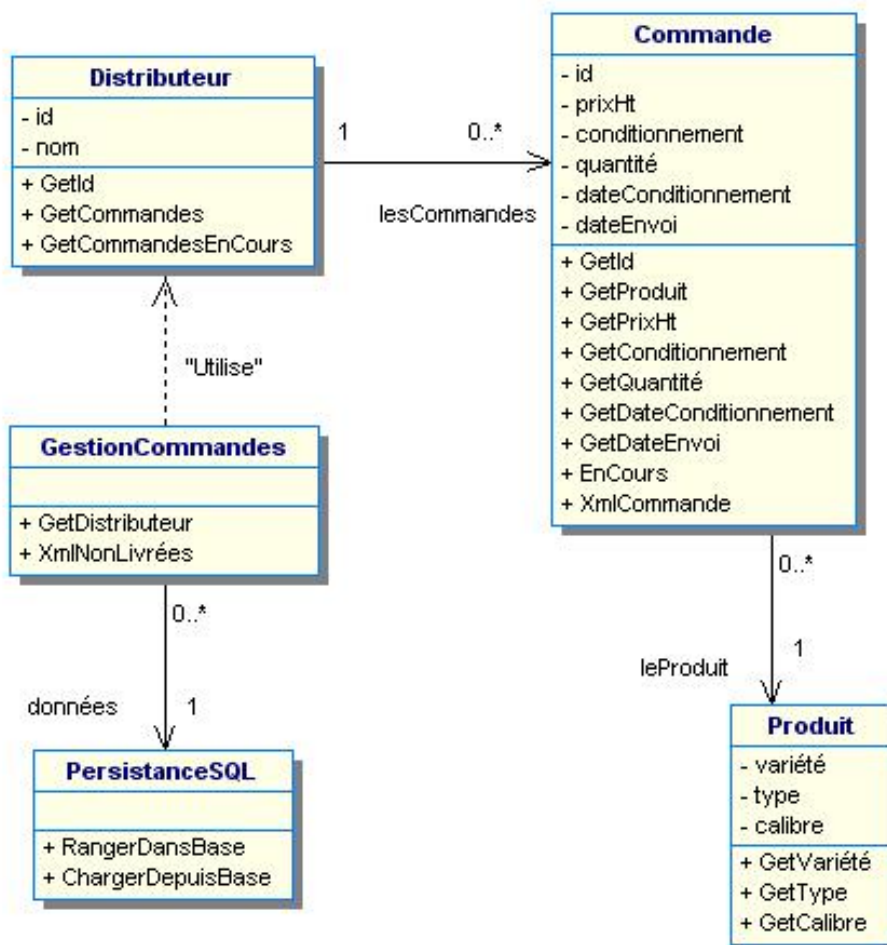 Distributeur
- id
- nom
+ GetId
+ GetCommandes
+ GetCommandesEnCours
1
0..*
lesCommandes
Commande
- id
- prixHt
- conditionnement
- quantité
- dateConditionnement
- dateEnvoi
+ GetId
+ GetProduit
+ GetPrixHt
+ GetConditionnement
+ GetQuantité
+ GetDateConditionnement
+ GetDateEnvoi
+ EnCours
+ XmlCommande
"Utilise"
GestionCommandes
+ GetDistributeur
+ XmlNonLivrées
0..*
données
1
PersistanceSQL
+ RangerDansBase
+ ChargerDepuisBase
0..*
leProduit
1
Produit
- variété
- type
- calibre
+ GetVariété
+ GetType
+ GetCalibre